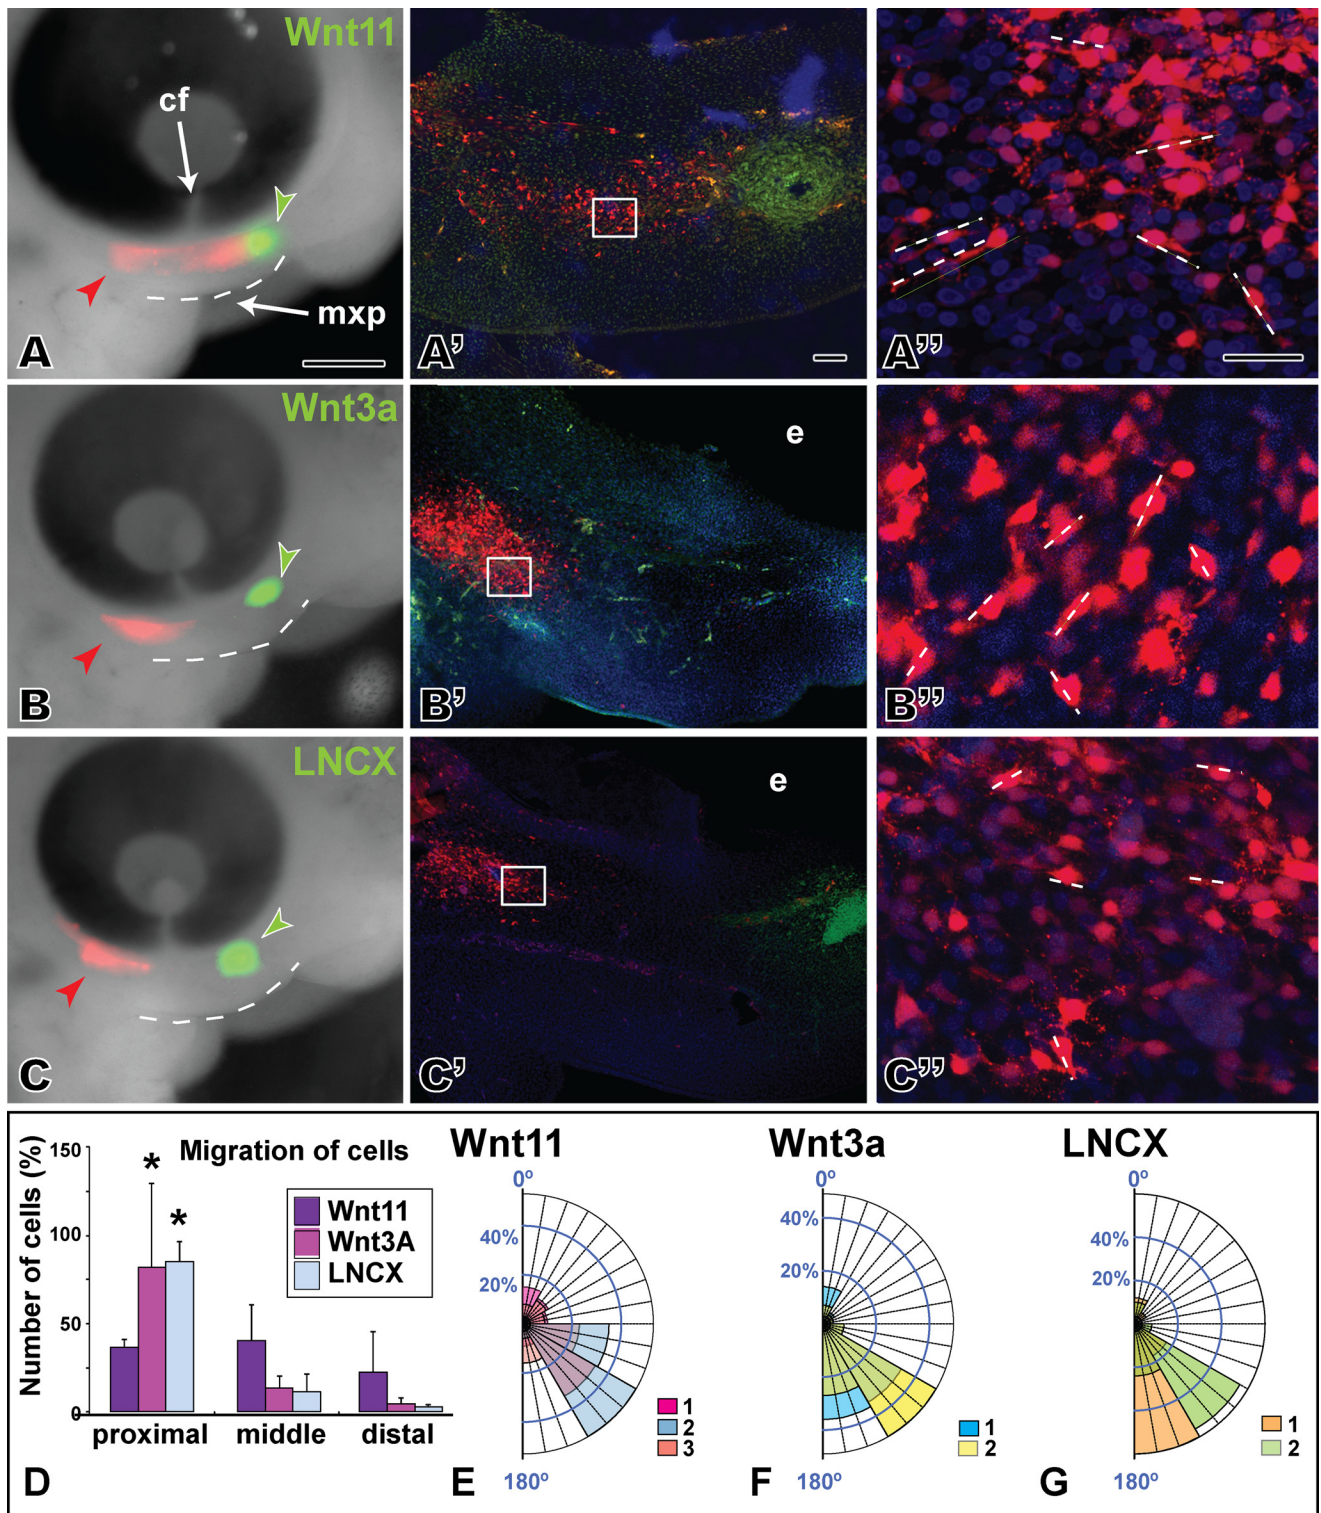 Wnt11
cf
mxp
A
A’
A”
Wnt3a
B
e
B’
B”
LNCX
C
e
C’
C”
Number of cells (%)
150
100
50
0
Migration of cells
*
*
Wnt11
Wnt3A
LNCX
proximal middle distal
D
Wnt11
0º
40%
20%
180º
1
2
3
E
Wnt3a
0º
40%
20%
180º
1
2
F
LNCX
0º
40%
20%
180º
1
2
G